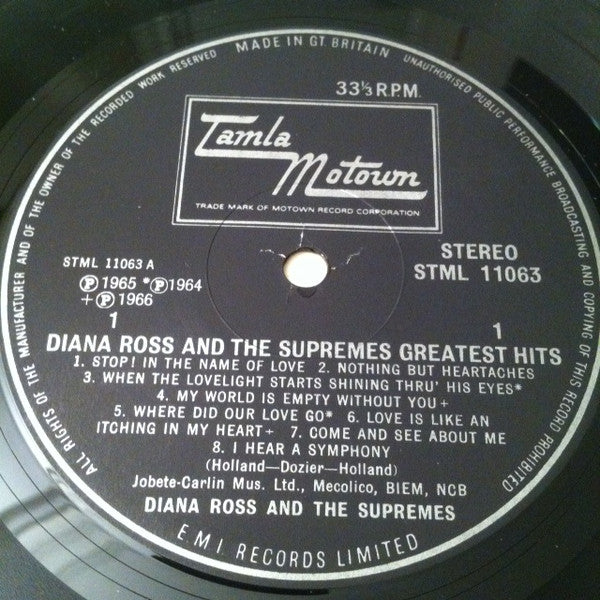 MADE IN GT. BRITAIN
UNAUTHORISED PUBLIC PERFORMANCE BROADCASTING AND COPYING OF THIS RECORD PROHIBITED
ALL RIGHTS OF THE MANUFACTURER AND OF THE OWNER OF THE RECORDED WORK RESERVED
33⅓ RPM.
Tamla
Motown
TRADE MARK OF MOTOWN RECORD CORPORATION
STEREO
STML 11063
STML 11063 A
Ⓟ 1965 *Ⓟ 1964
+Ⓟ 1966
1
1
DIANA ROSS AND THE SUPREMES GREATEST HITS
1. STOP! IN THE NAME OF LOVE 2. NOTHING BUT HEARTACHES
3. WHEN THE LOVELIGHT STARTS SHINING THRU' HIS EYES*
4. MY WORLD IS EMPTY WITHOUT YOU+
5. WHERE DID OUR LOVE GO* 6. LOVE IS LIKE AN
ITCHING IN MY HEART+ 7. COME AND SEE ABOUT ME
8. I HEAR A SYMPHONY
(Holland—Dozier—Holland)
Jobete-Carlin Mus. Ltd., Mecolico, BIEM, NCB
DIANA ROSS AND THE SUPREMES
E.M.I. RECORDS LIMITED